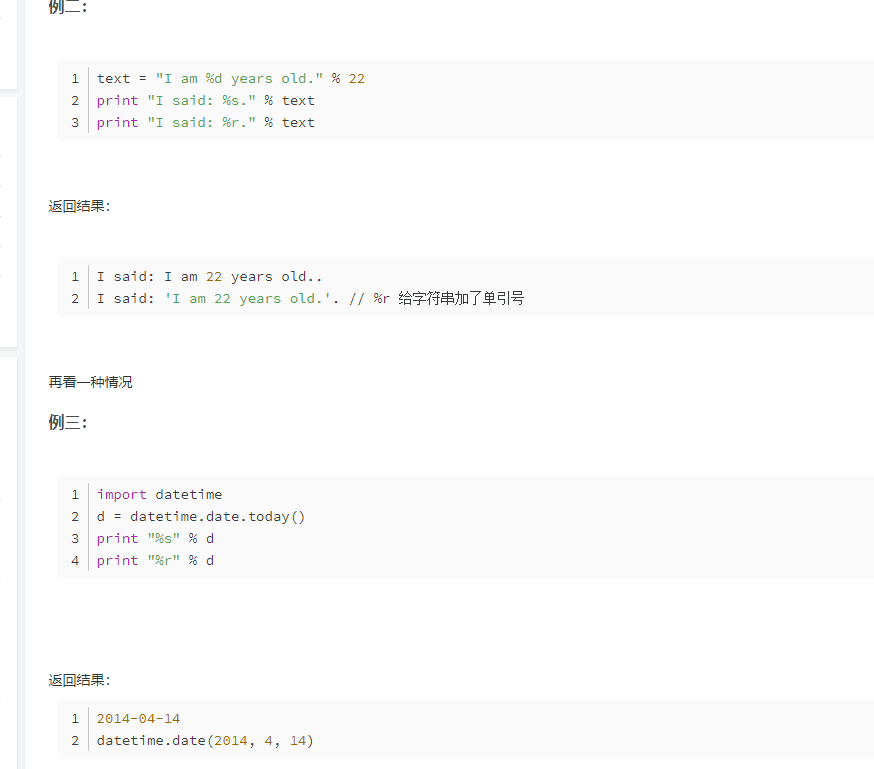 例二：
1 text = "I am %d years old." % 22
2 print "I said: %s." % text
3 print "I said: %r." % text
返回结果：
1 I said: I am 22 years old..
2 I said: 'I am 22 years old.'. // %r 给字符串加了单引号
再看一种情况
例三：
1 import datetime
2 d = datetime.date.today()
3 print "%s" % d
4 print "%r" % d
返回结果：
1 2014-04-14
2 datetime.date(2014, 4, 14)